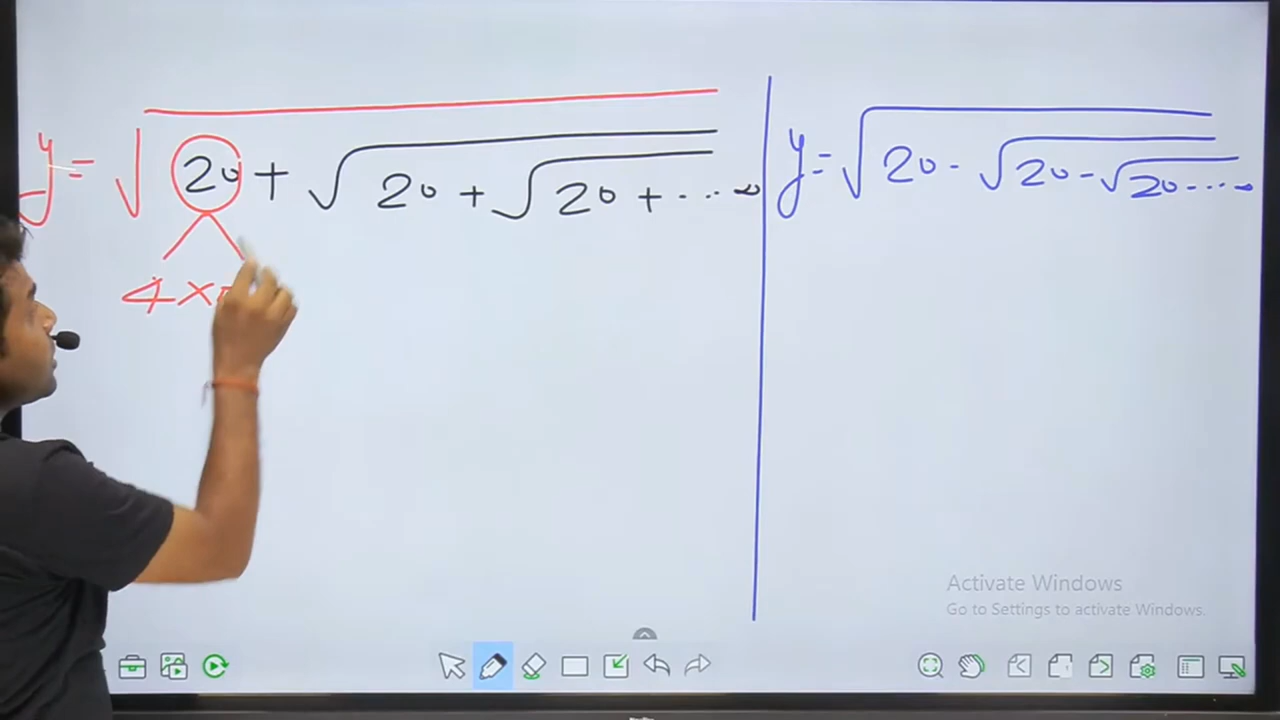 y = √20 + √20 + √20 + ....∞
4×
y = √20 - √20 - √20 ....∞
Activate Windows
Go to Settings to activate Windows.